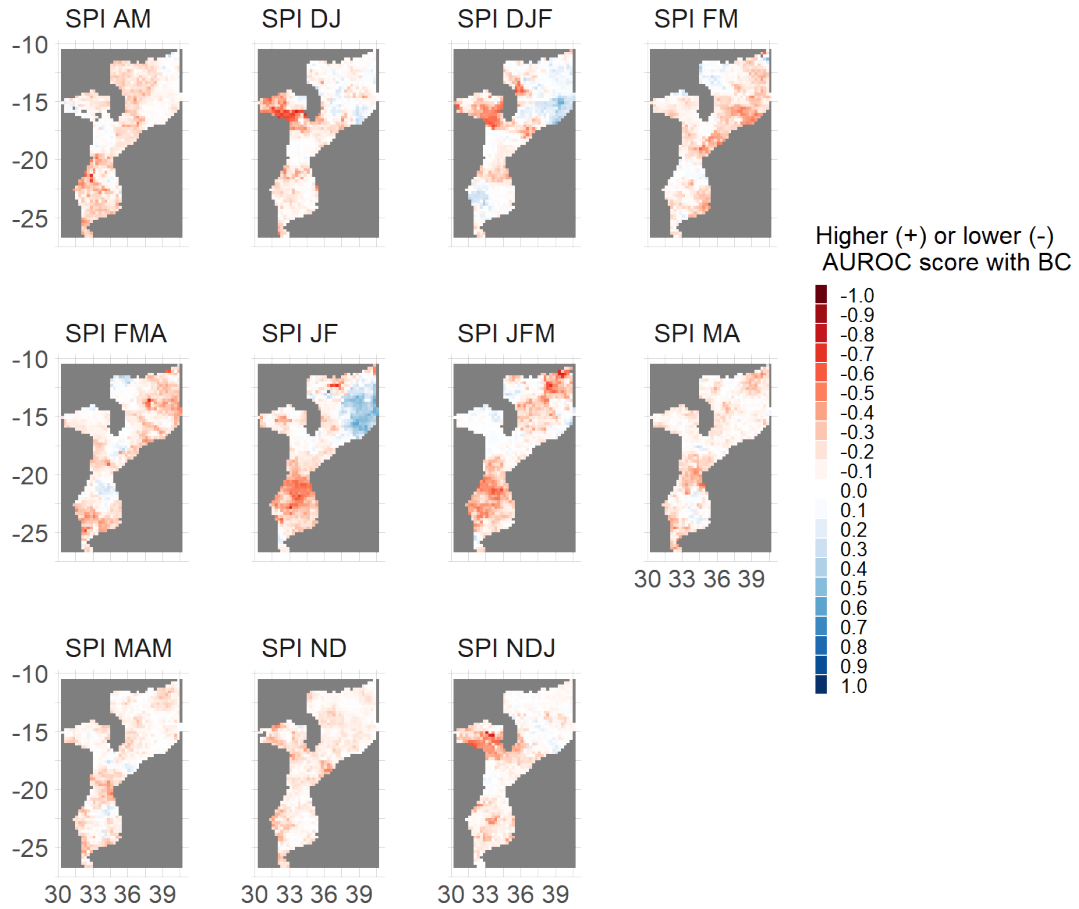 SPI AM
SPI DJ
SPI DJF
SPI FM
-10
-15
-20
-25
Higher (+) or lower (-)
AUROC score with BC
-1.0
-0.9
-0.8
-0.7
-0.6
-0.5
-0.4
-0.3
-0.2
-0.1
0.0
0.1
0.2
0.3
0.4
0.5
0.6
0.7
0.8
0.9
1.0
SPI FMA
SPI JF
SPI JFM
SPI MA
-10
-15
-20
-25
30 33 36 39
SPI MAM
SPI ND
SPI NDJ
-10
-15
-20
-25
30 33 36 39
30 33 36 39
30 33 36 39